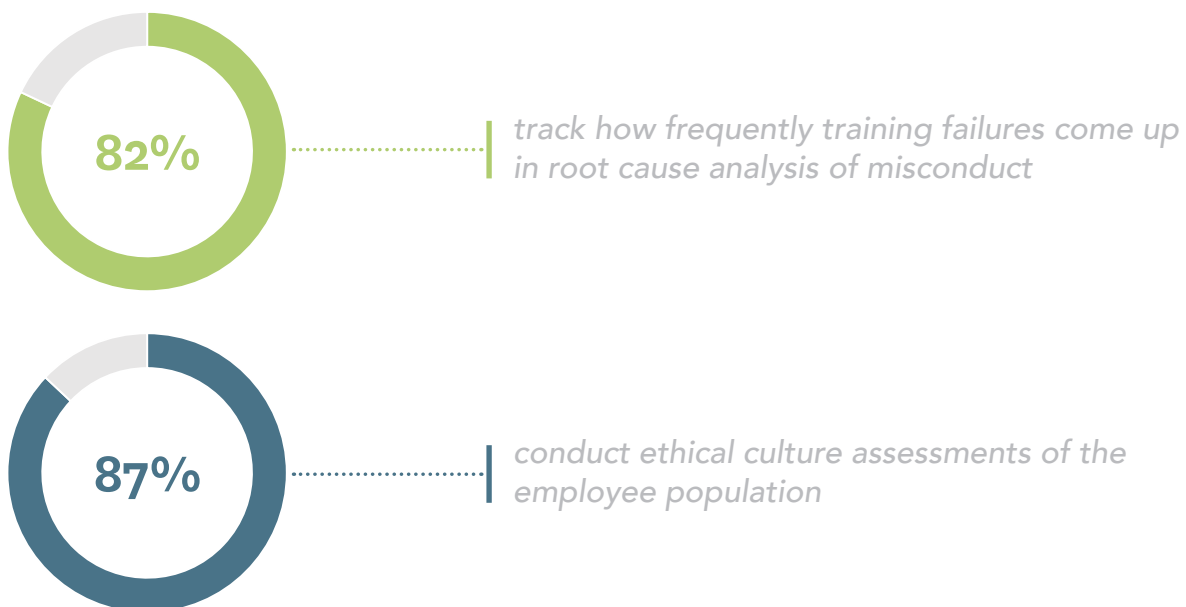 82%
track how frequently training failures come up
in root cause analysis of misconduct
87%
conduct ethical culture assessments of the
employee population